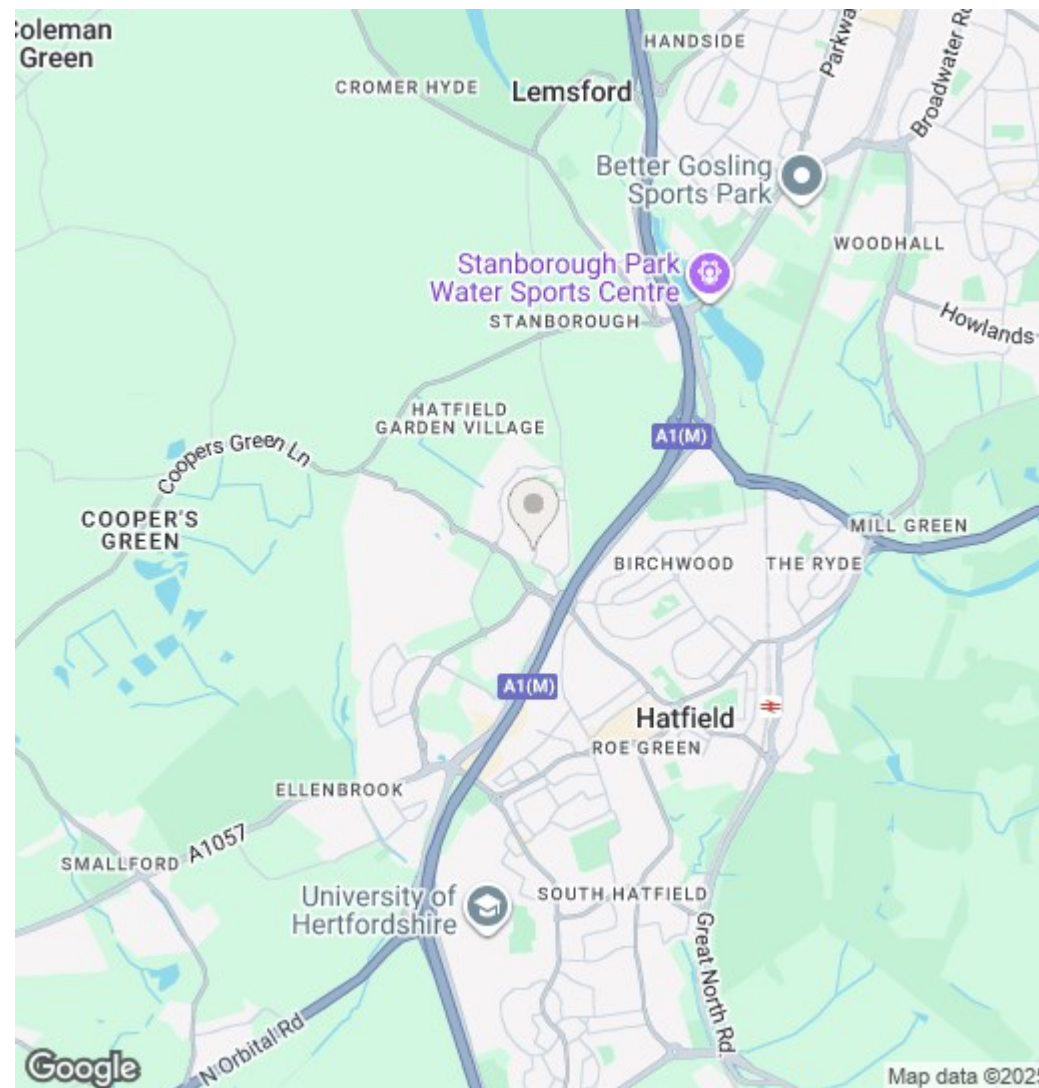 Coleman
Green
HANDSIDE
Parkwa
Broadwater Ro
CROMER HYDE
Lemsford
Better Gosling
Sports Park
WOODHALL
Stanborough Park
Water Sports Centre
STANBOROUGH
Howlands
HATFIELD
GARDEN VILLAGE
A1(M)
Coopers Green Ln
COOPER'S
GREEN
MILL GREEN
BIRCHWOOD
THE RYDE
A1(M)
Hatfield
ROE GREEN
ELLENBROOK
A1057
SMALLFORD
University of
Hertfordshire
SOUTH HATFIELD
Great North Rd
N Orbital Rd
Google
Map data ©2025